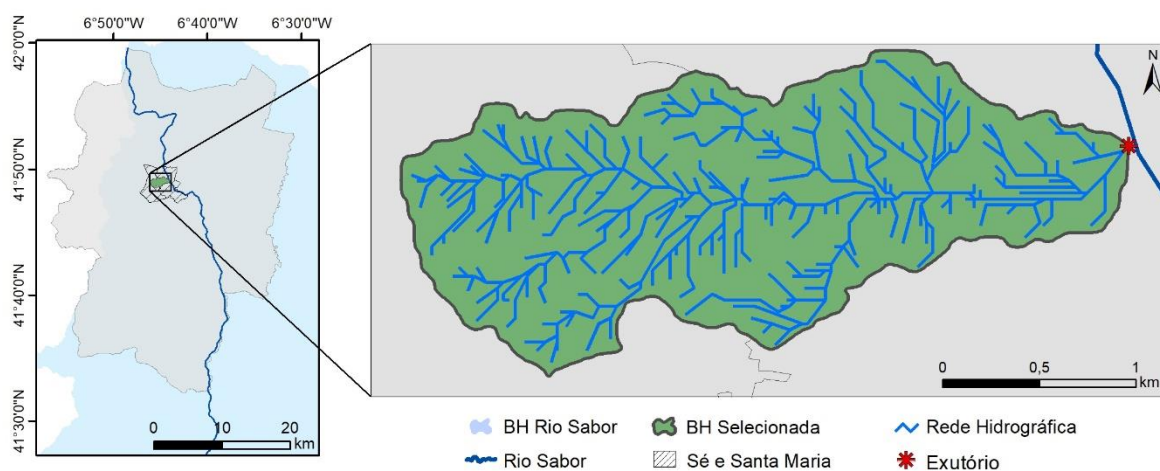 6°50'0"W 6°40'0"W 6°30'0"W
42°0'0"N
41°50'0"N
41°40'0"N
41°30'0"N
0 10 20
km
N
0 0,5 1
km
BH Rio Sabor BH Selecionada Rede Hidrográfica
Rio Sabor Sé e Santa Maria Exutório